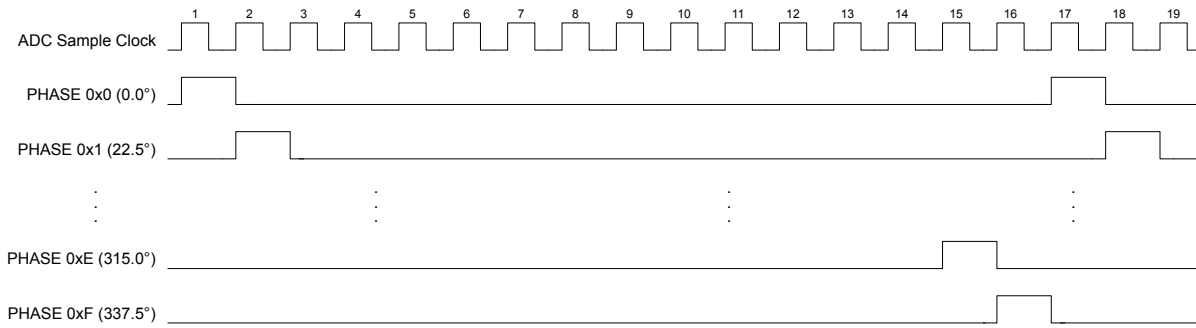 1 2 3 4 5 6 7 8 9 10 11 12 13 14 15 16 17 18 19
ADC Sample Clock
PHASE 0x0 (0.0°)
PHASE 0x1 (22.5°)
PHASE 0xE (315.0°)
PHASE 0xF (337.5°)